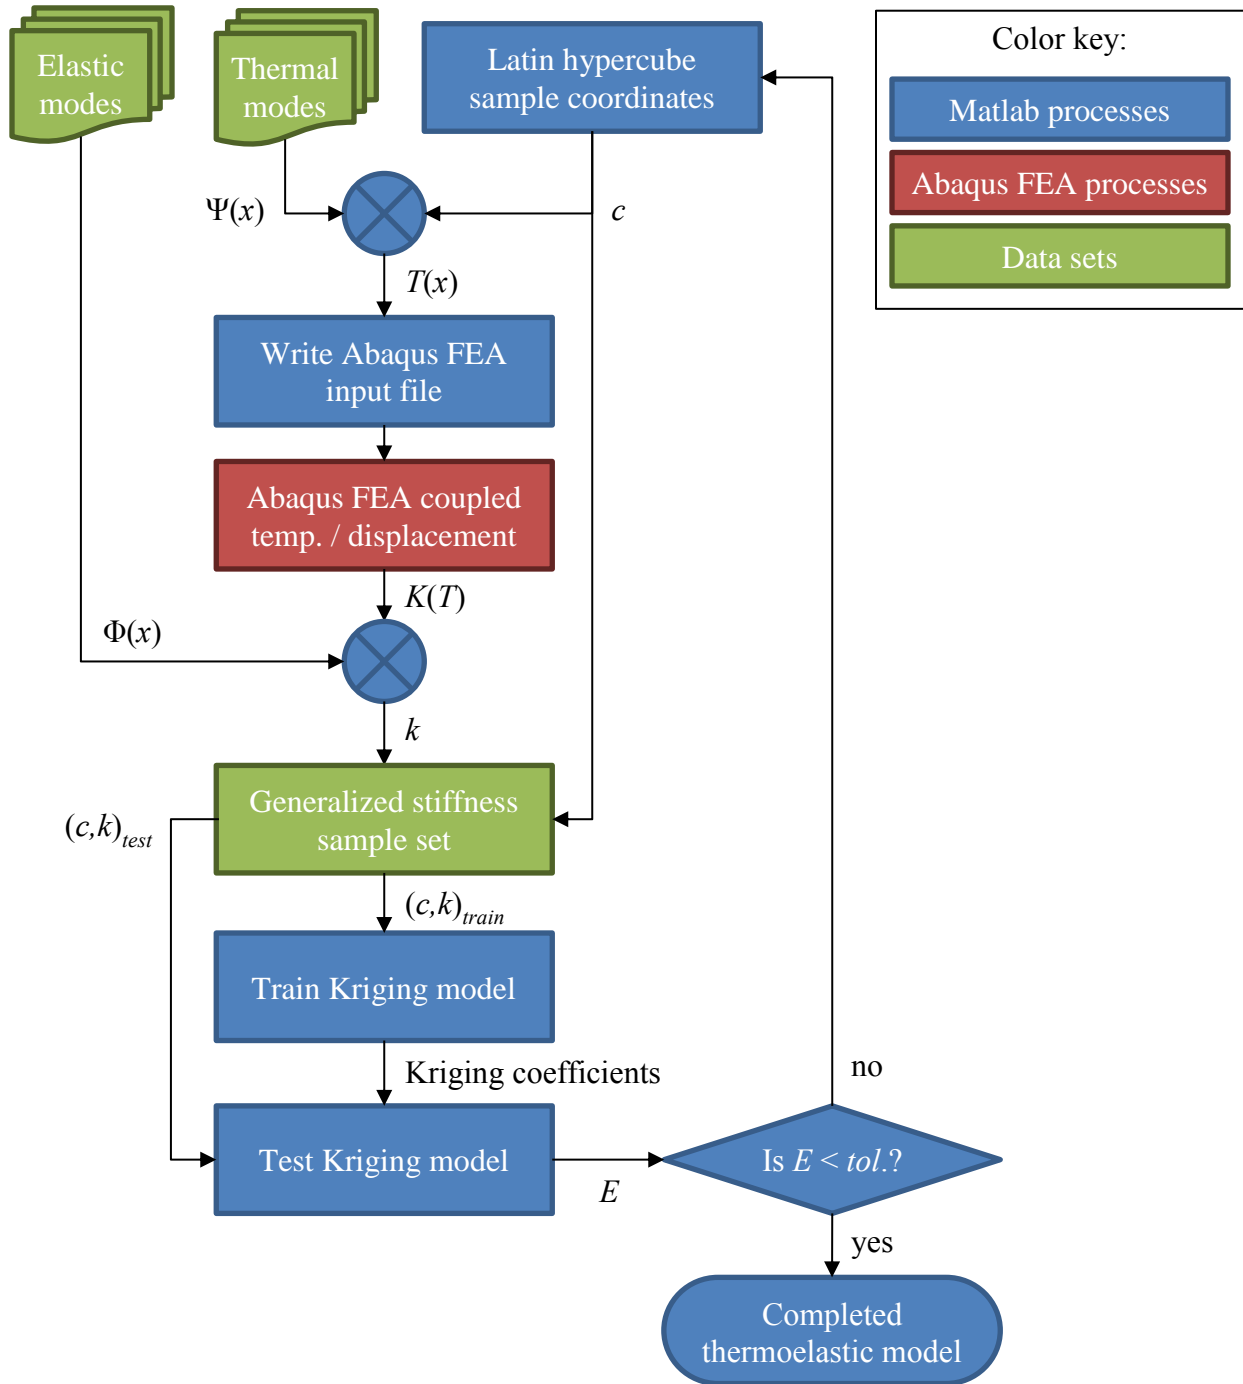 Elastic
modes
Thermal
modes
Latin hypercube
sample coordinates
Color key:
Matlab processes
Abaqus FEA processes
Data sets
Ψ(x)
c
T(x)
Write Abaqus FEA
input file
Abaqus FEA coupled
temp. / displacement
K(T)
Φ(x)
k
Generalized stiffness
sample set
(c,k)test
(c,k)train
Train Kriging model
Kriging coefficients
no
Test Kriging model
E
Is E < tol.?
yes
Completed
thermoelastic model